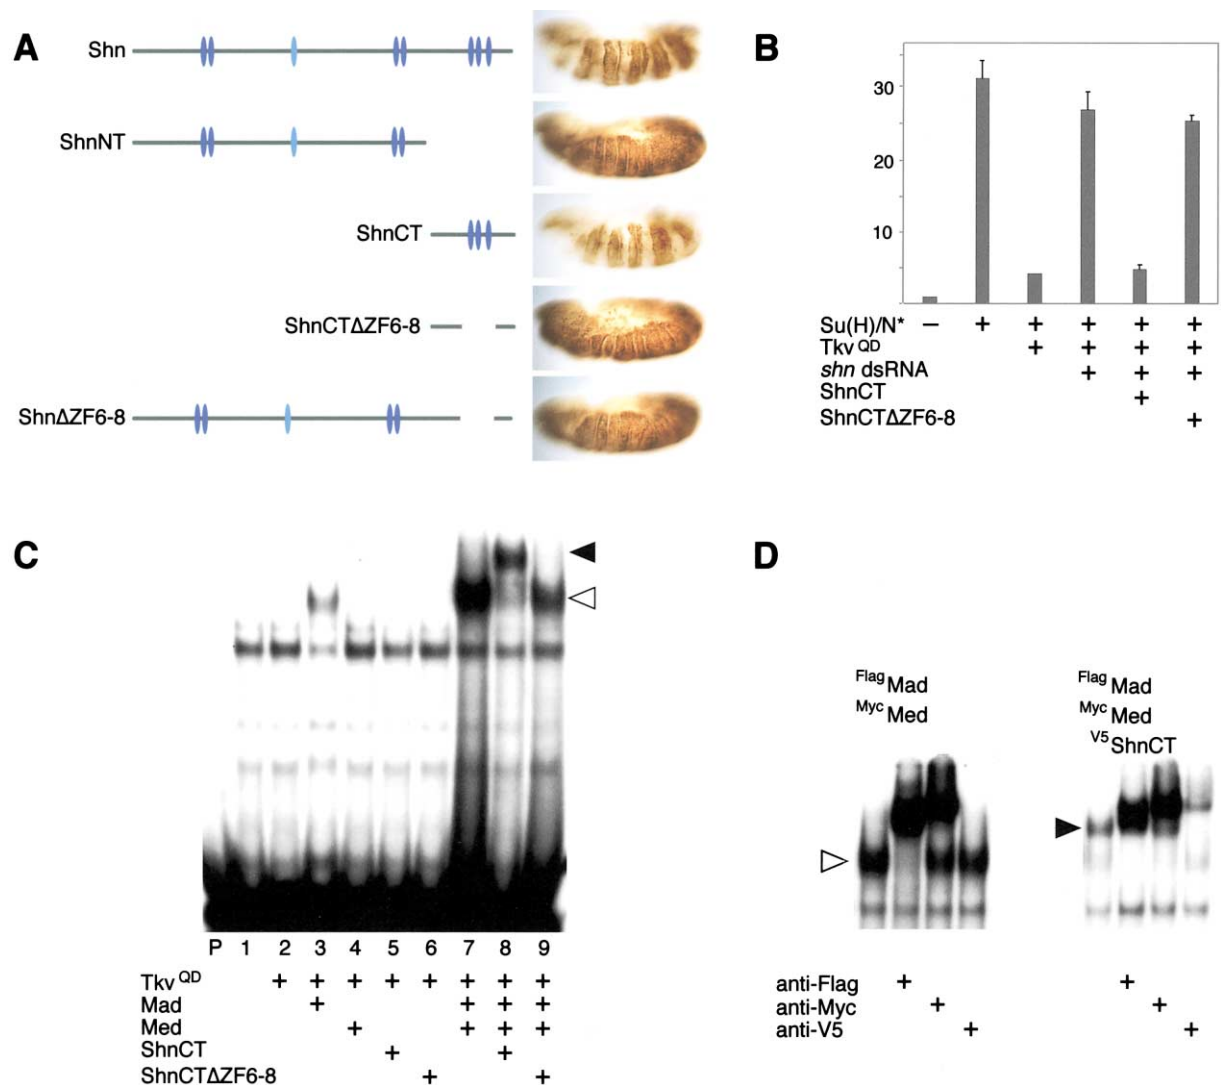 A
Shn
ShnNT
ShnCT
ShnCTΔZF6-8
ShnΔZF6-8
B
30
20
10
Su(H)/N* – + + + + +
Tkv QD + + + +
shn dsRNA + + +
ShnCT +
ShnCTΔZF6-8 +
C
P 1 2 3 4 5 6 7 8 9
Tkv QD + + + + + + + +
Mad + + + +
Med + + + +
ShnCT + +
ShnCTΔZF6-8 + +
D
Flag Mad
Myc Med
Flag Mad
Myc Med
V5 ShnCT
anti-Flag + +
anti-Myc + +
anti-V5 + +